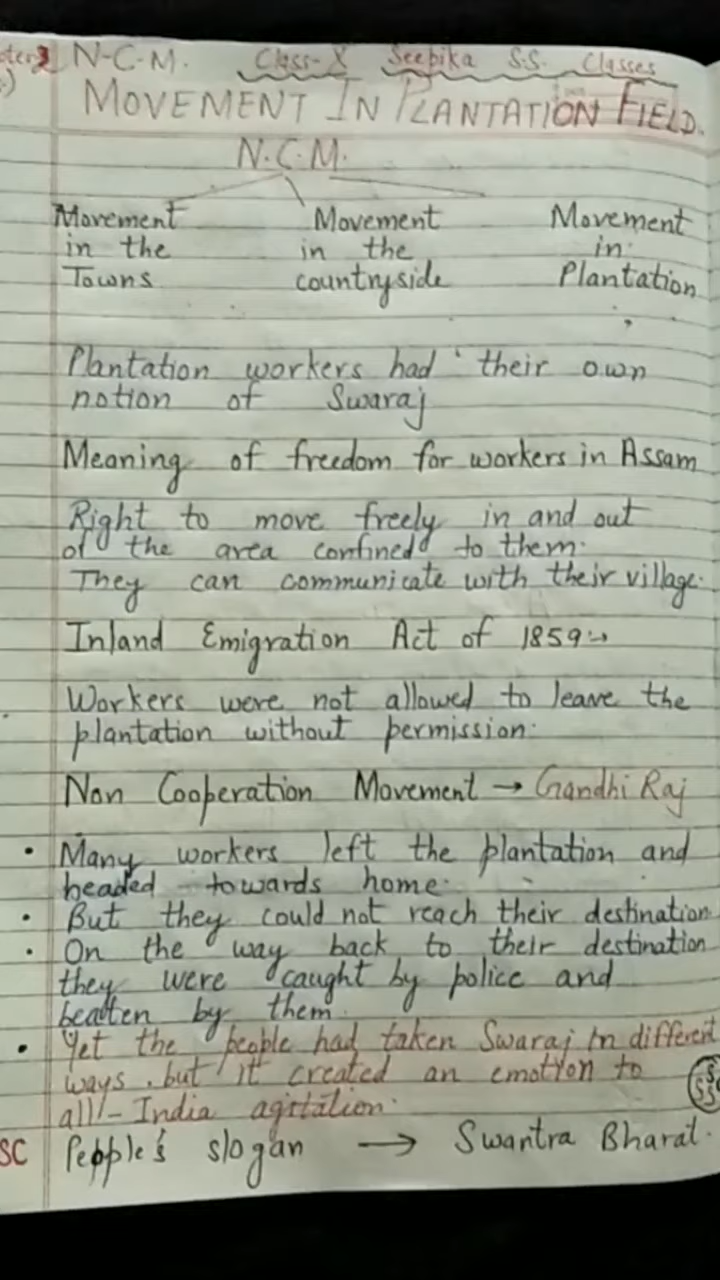 N-C-M. Class-X Seepika S.S. Classes
MOVEMENT IN PLANTATION FIELD.
N.C.M.
Movement in the Towns
Movement in the countryside
Movement in Plantation
Plantation workers had their own
notion of Swaraj
Meaning of freedom for workers in Assam
Right to move freely in and out
of the area confined to them.
They can communicate with their village.
Inland Emigration Act of 1859:→
Workers were not allowed to leave the
plantation without permission.
Non Cooperation Movement → Gandhi Raj
• Many workers left the plantation and
headed towards home.
• But they could not reach their destination
• On the way back to their destination
they were caught by police and
beaten by them.
• Yet the people had taken Swaraj in different
ways, but it created an emotion to
all-India agitation.
SC People's slogan → Swantra Bharat.